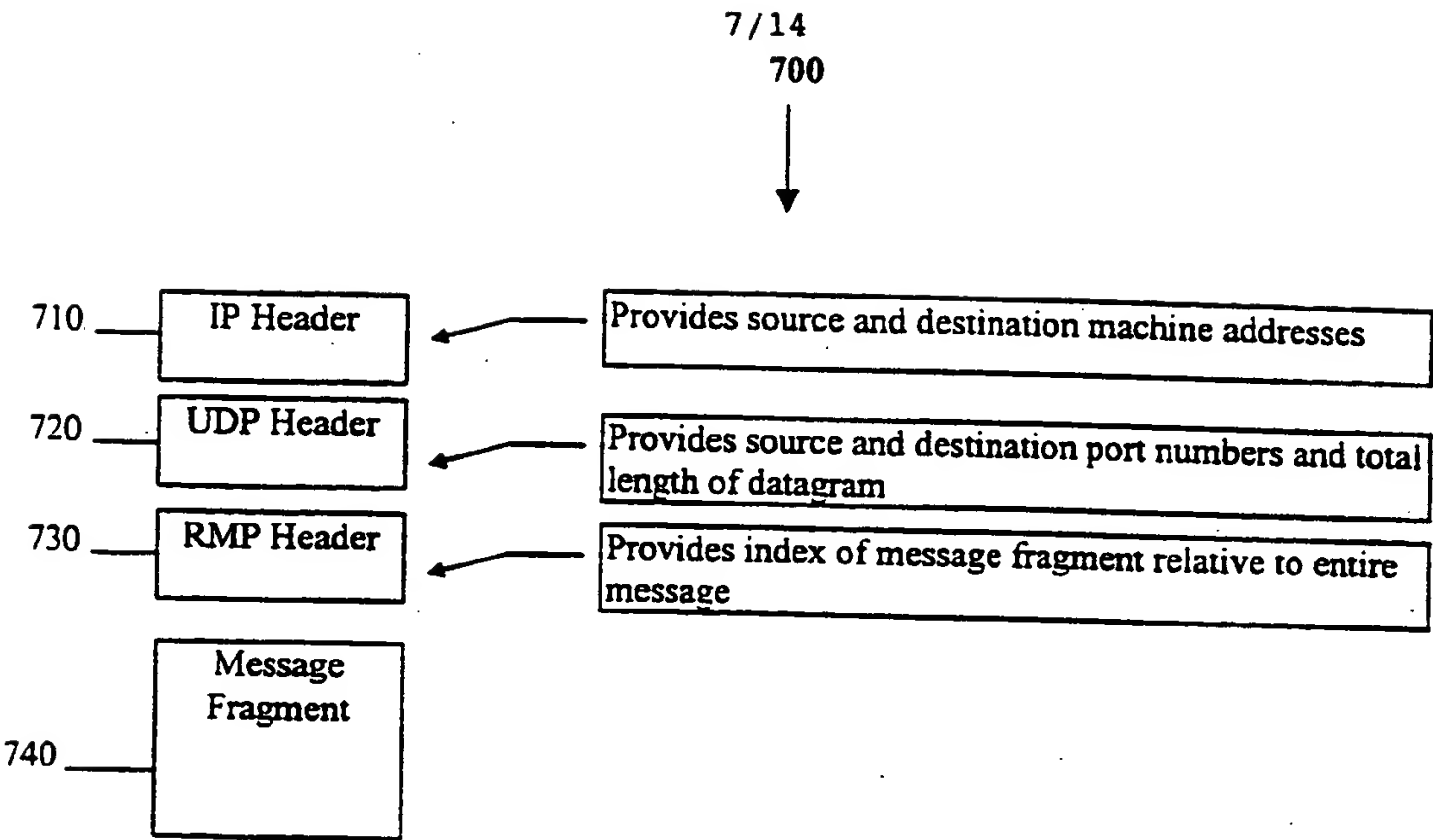 7/14
700
710 IP Header Provides source and destination machine addresses
720 UDP Header Provides source and destination port numbers and total
length of datagram
730 RMP Header Provides index of message fragment relative to entire
message
Message
Fragment
740